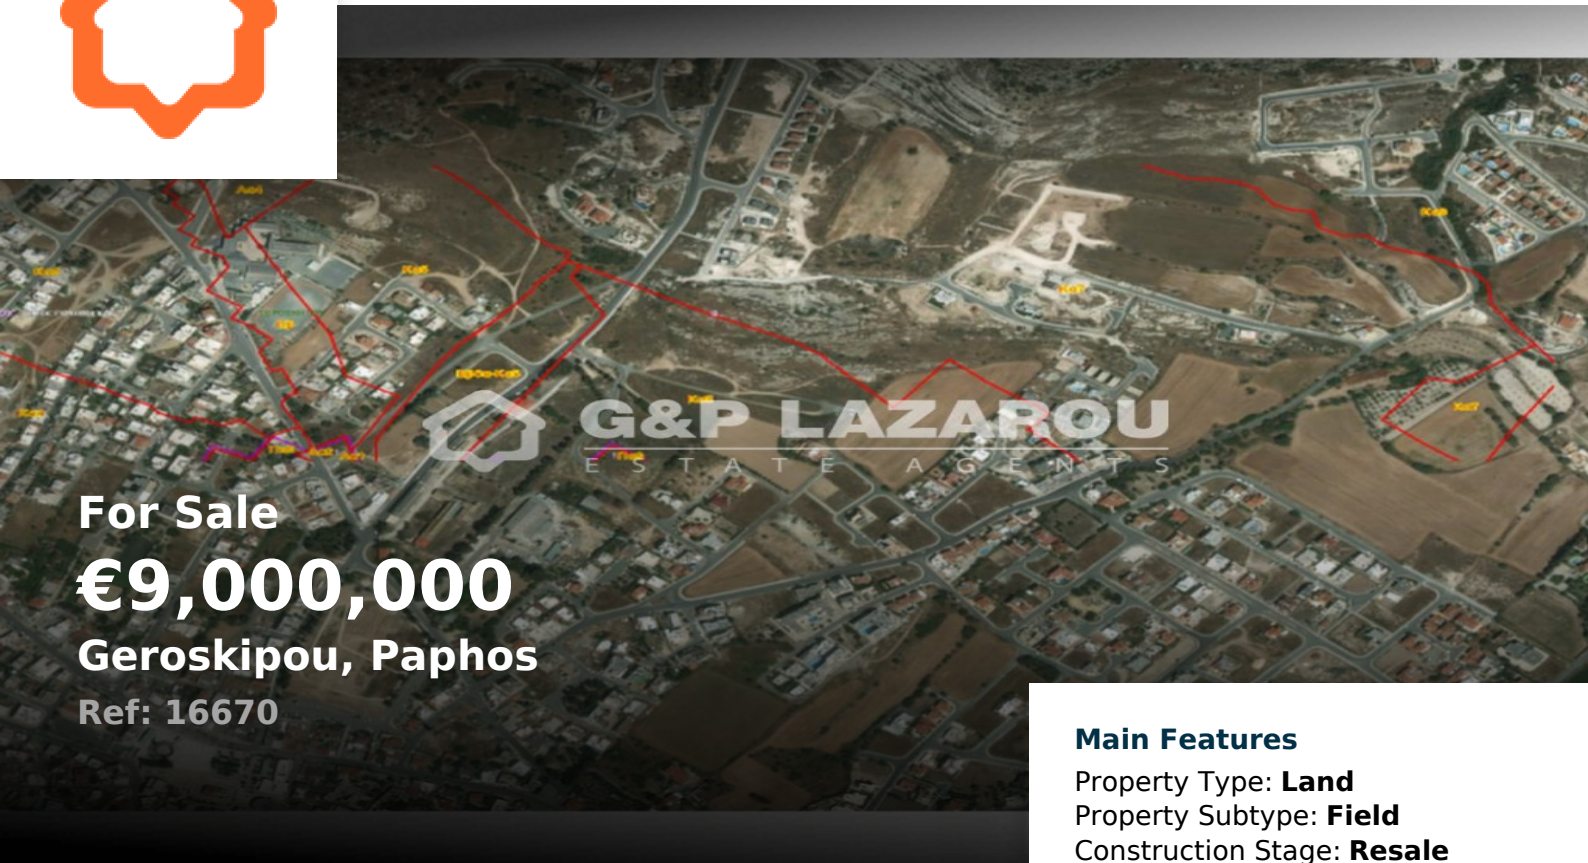 G&P LAZAROU
ESTATE AGENTS
For Sale
€9,000,000
Geroskipou, Paphos
Ref: 16670
Main Features
Property Type: Land
Property Subtype: Field
Construction Stage: Resale